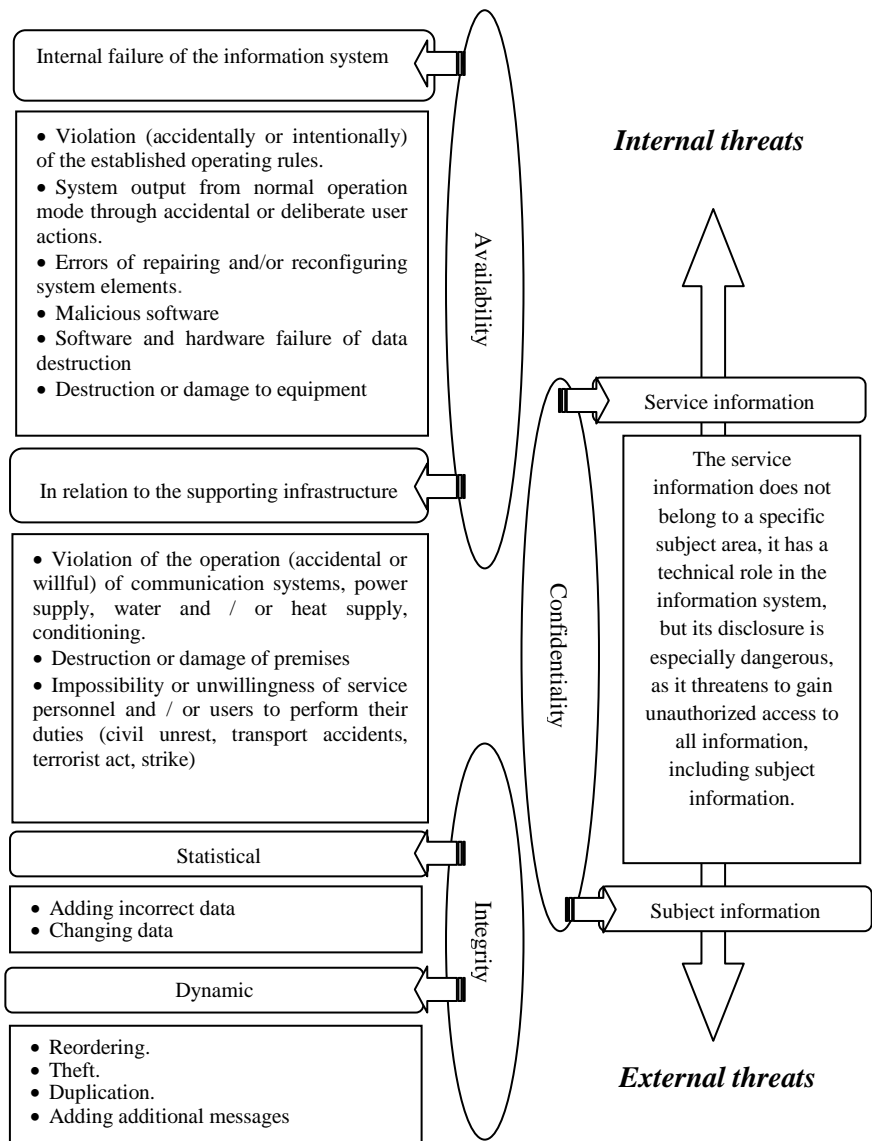 Internal failure of the information system
• Violation (accidentally or intentionally)
of the established operating rules.
• System output from normal operation
mode through accidental or deliberate user
actions.
• Errors of repairing and/or reconfiguring
system elements.
• Malicious software
• Software and hardware failure of data
destruction
• Destruction or damage to equipment
In relation to the supporting infrastructure
• Violation of the operation (accidental or
willful) of communication systems, power
supply, water and / or heat supply,
conditioning.
• Destruction or damage of premises
• Impossibility or unwillingness of service
personnel and / or users to perform their
duties (civil unrest, transport accidents,
terrorist act, strike)
Statistical
• Adding incorrect data
• Changing data
Dynamic
• Reordering.
• Theft.
• Duplication.
• Adding additional messages
Availability
Integrity
Confidentiality
Internal threats
Service information
The service
information does not
belong to a specific
subject area, it has a
technical role in the
information system,
but its disclosure is
especially dangerous,
as it threatens to gain
unauthorized access to
all information,
including subject
information.
Subject information
External threats